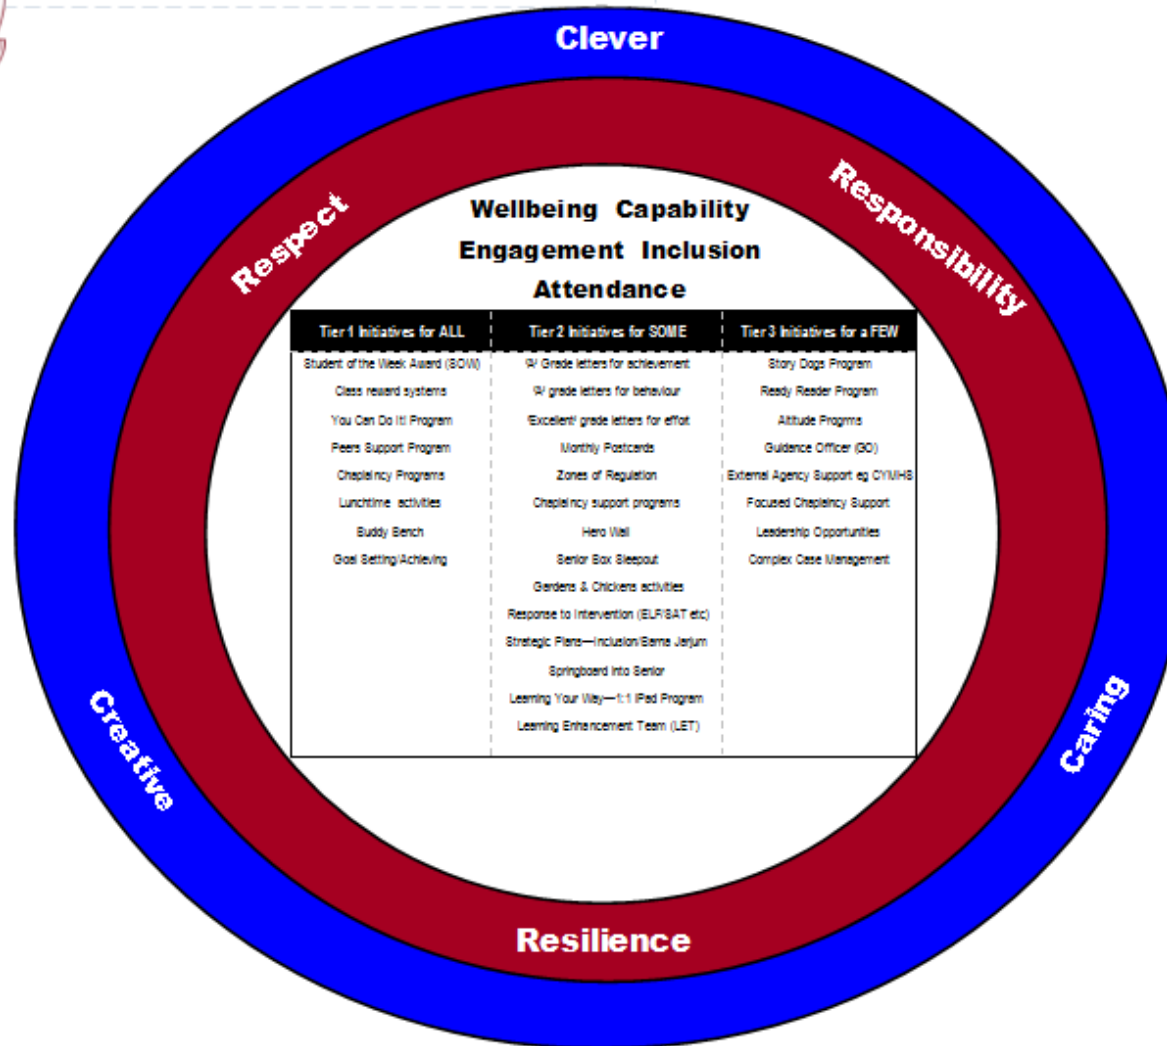 Clever
Respect
Responsibility
Wellbeing Capability
Engagement Inclusion
Attendance
Tier 1 Initiatives for ALL
Student of the Week Award (SOW)
Class reward systems
You Can Do It! Program
Peers Support Program
Chaplaincy Programs
Lunchtime activities
Buddy Bench
Goal Setting/Achieving
Tier 2 Initiatives for SOME
'A' Grade letters for achievement
'A' grade letters for behaviour
'Excellent' grade letters for effort
Monthly Postcards
Zones of Regulation
Chaplaincy support programs
Hero Wall
Senior Box Sleepout
Gardens & Chickens activities
Response to Intervention (ELF/SAT etc)
Strategic Plans—Inclusion/Bama Jarjum
Springboard into Senior
Learning Your Way—1:1 iPad Program
Learning Enhancement Team (LET)
Tier 3 Initiatives for a FEW
Story Dogs Program
Ready Reader Program
Altitude Progrms
Guidance Officer (GO)
External Agency Support eg CYMHS
Focused Chaplaincy Support
Leadership Opportunities
Complex Case Management
Creative
Caring
Resilience